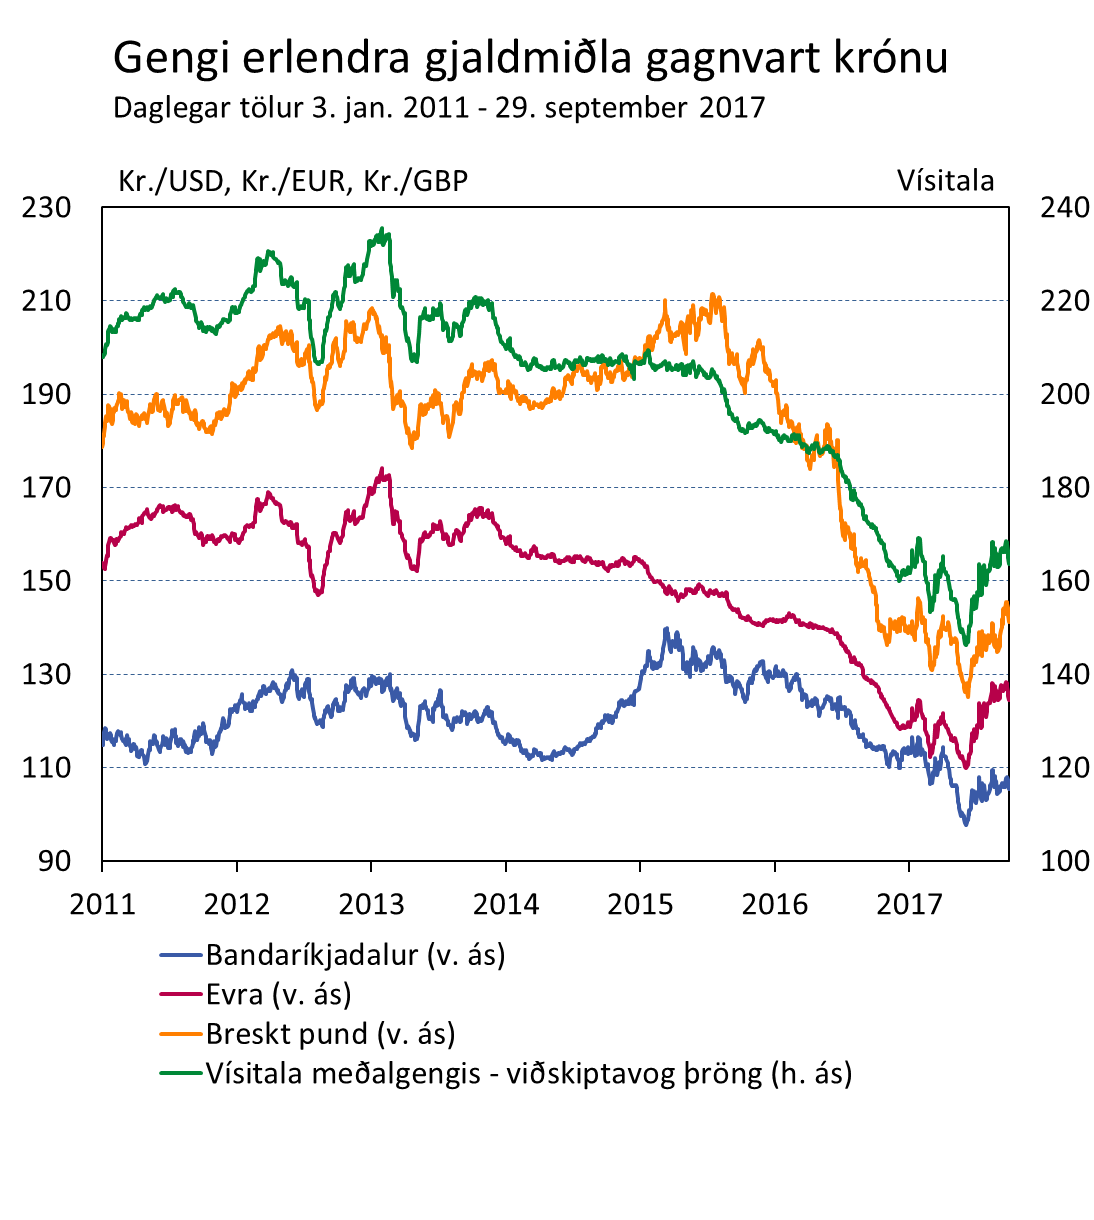 Gengi erlendra gjaldmiðla gagnvart krónu
Daglegar tölur 3. jan. 2011 - 29. september 2017
Kr./USD, Kr./EUR, Kr./GBP Vísitala
230 240
210 220
190 200
170 180
150 160
130 140
110 120
90 100
2011 2012 2013 2014 2015 2016 2017
Bandaríkjadalur (v. ás)
Evra (v. ás)
Breskt pund (v. ás)
Vísitala meðalgengis - viðskiptavog þröng (h. ás)